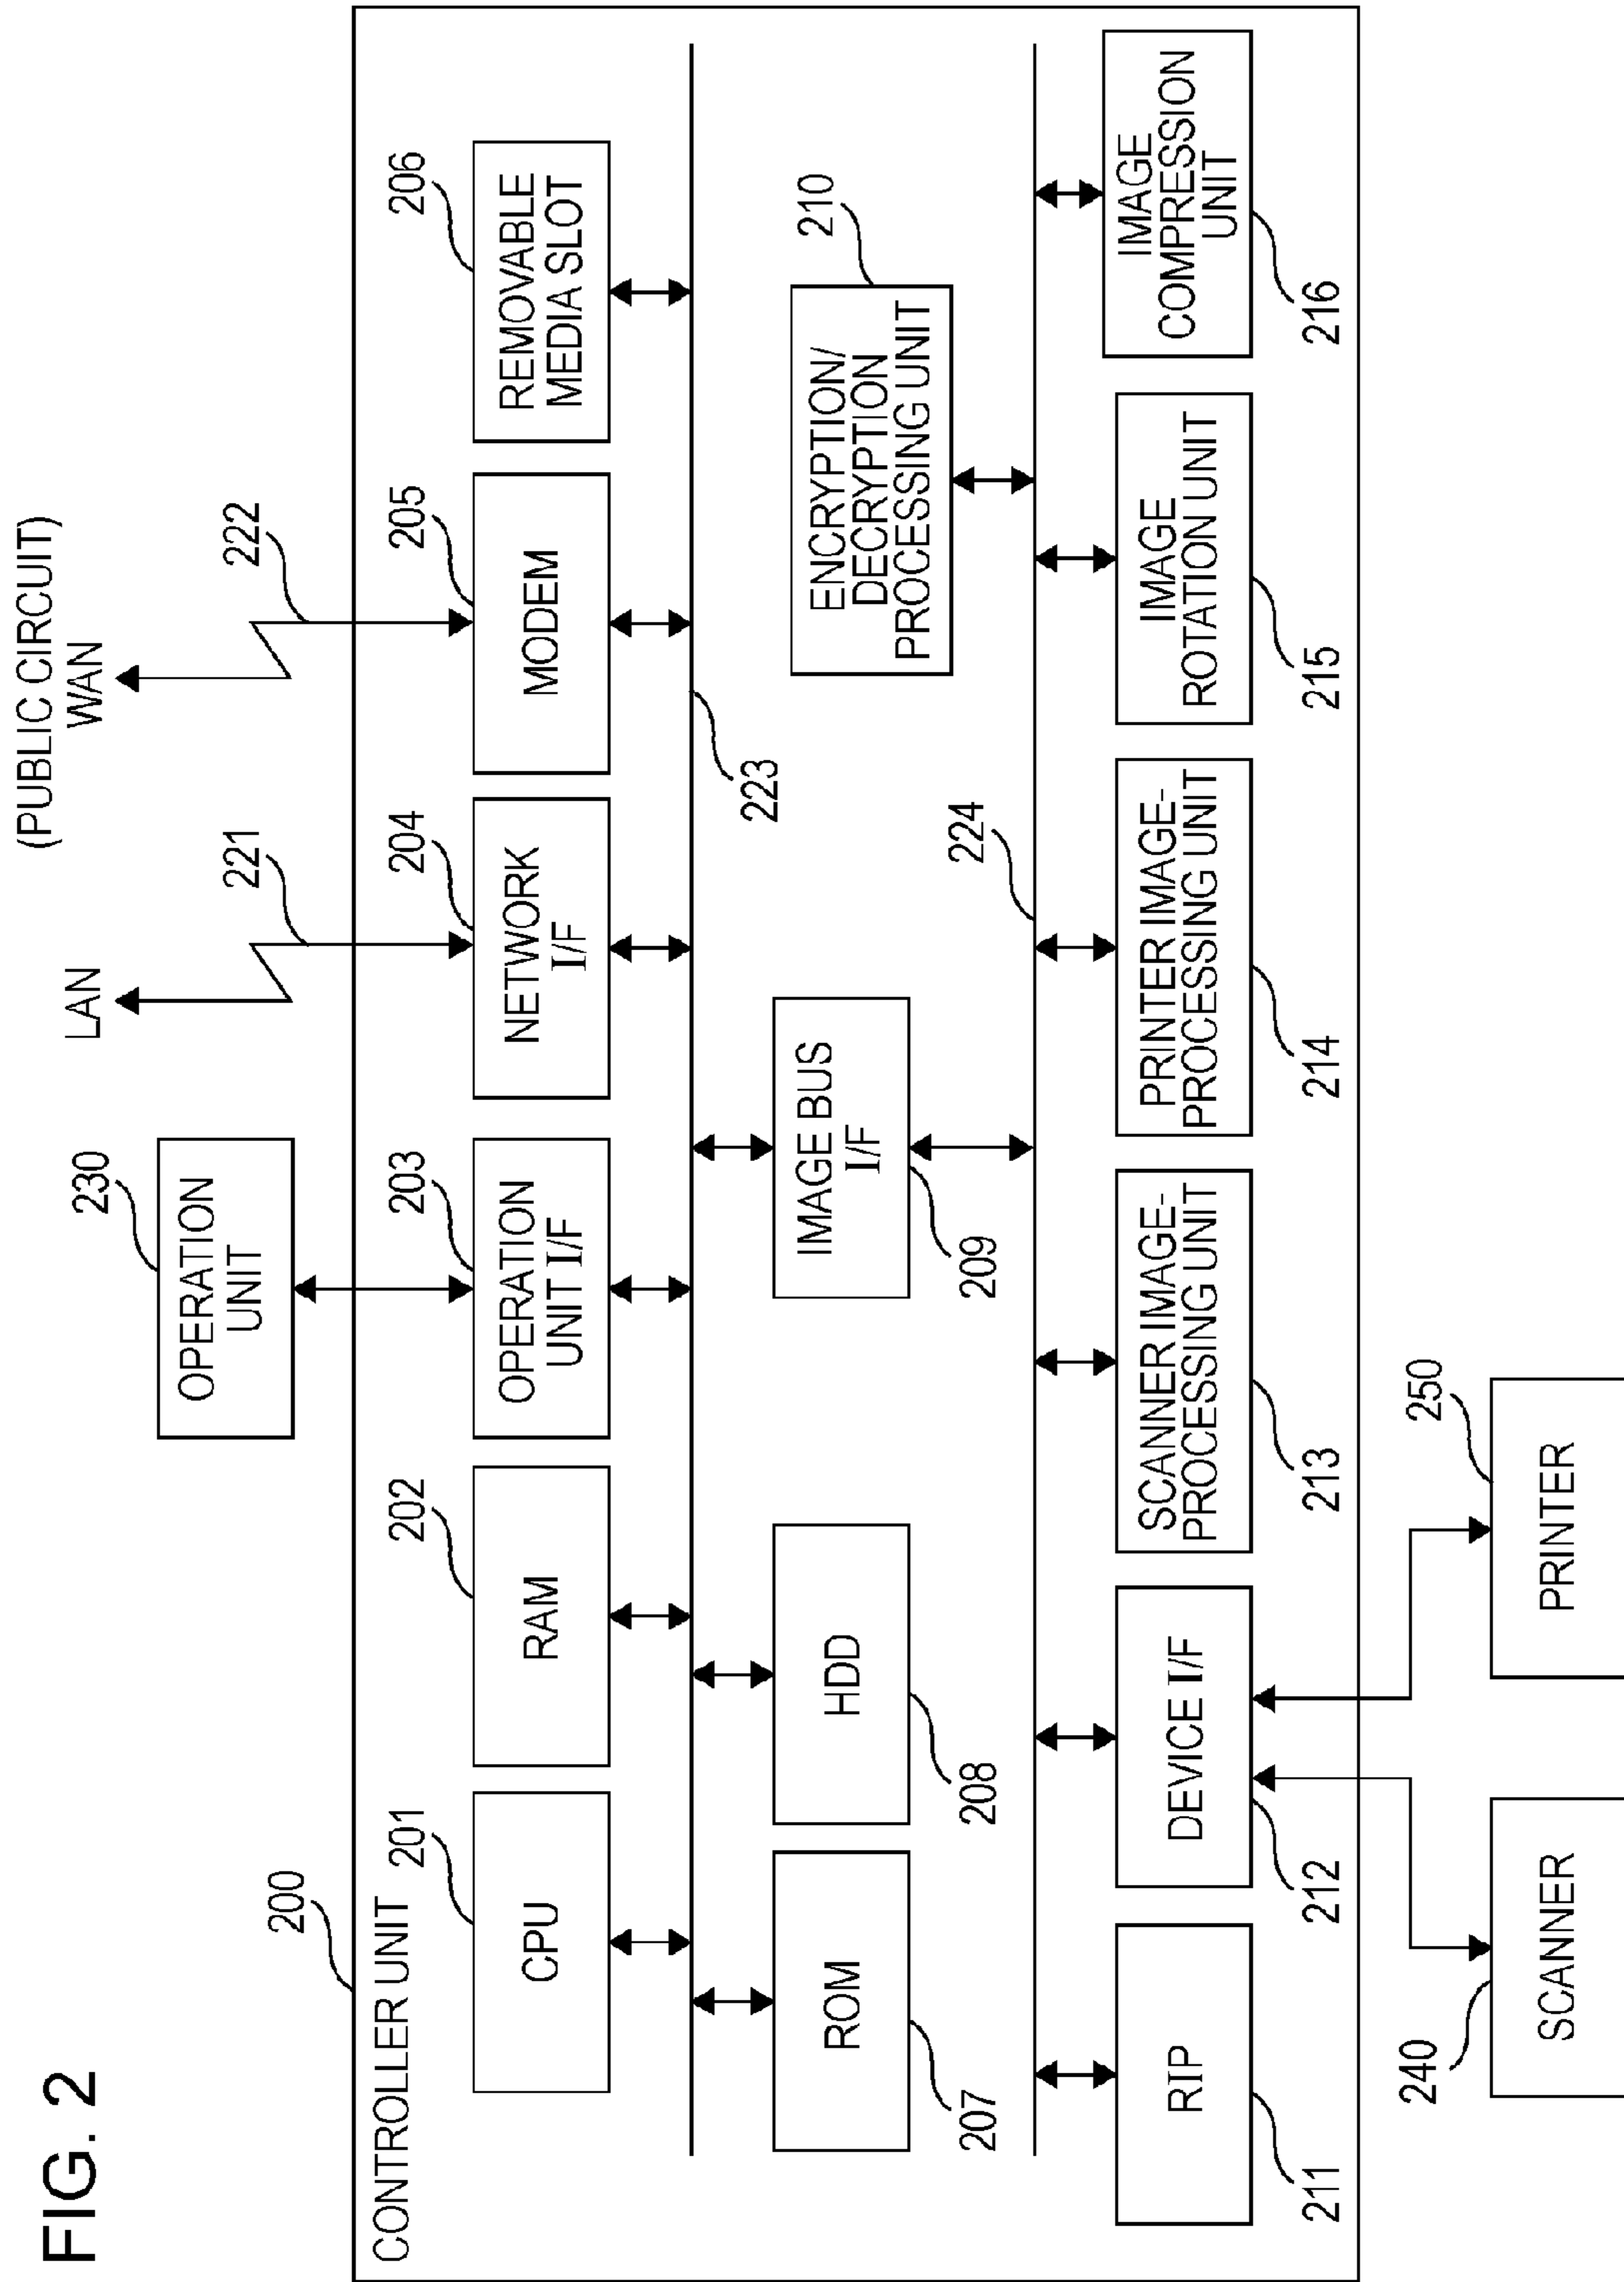 FIG. 2
(PUBLIC CIRCUIT)
LAN
WAN
230
OPERATION
UNIT
221
222
200
CONTROLLER UNIT
201
202
203
204
205
206
CPU
RAM
OPERATION
UNIT I/F
NETWORK
I/F
MODEM
REMOVABLE
MEDIA SLOT
223
ROM
HDD
IMAGE BUS
I/F
ENCRYPTION/
DECRYPTION
PROCESSING UNIT
210
207
208
209
224
RIP
DEVICE I/F
SCANNER IMAGE-
PROCESSING UNIT
PRINTER IMAGE-
PROCESSING UNIT
IMAGE
ROTATION UNIT
IMAGE
COMPRESSION
UNIT
211
212
213
214
215
216
240
SCANNER
250
PRINTER